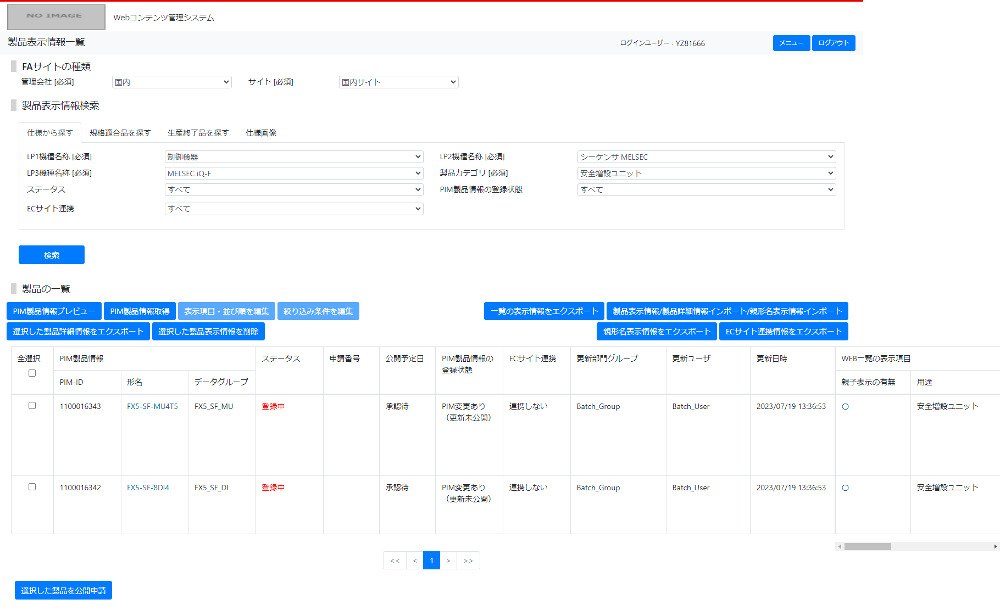 NO IMAGE
Webコンテンツ管理システム
製品表示情報一覧
ログインユーザー：YZ81666
メニュー
ログアウト
FAサイトの種類
管理会社 [必須]
国内
サイト [必須]
国内サイト
製品表示情報検索
仕様から探す
規格適合品を探す
生産終了品を探す
仕様画像
LP1機種名称 [必須]
制御機器
LP2機種名称 [必須]
シーケンサ MELSEC
LP3機種名称 [必須]
MELSEC iQ-F
製品カテゴリ [必須]
安全増設ユニット
ステータス
すべて
PIM製品情報の登録状態
すべて
ECサイト連携
すべて
検索
製品の一覧
PIM製品情報プレビュー
PIM製品情報取得
表示項目・並び順を編集
絞り込み条件を編集
一覧の表示情報をエクスポート
製品表示情報/製品詳細情報インポート/親形名表示情報インポート
選択した製品詳細情報をエクスポート
選択した製品表示情報を削除
親形名表示情報をエクスポート
ECサイト連携情報をエクスポート
全選択
PIM製品情報
ステータス
申請番号
公開予定日
PIM製品情報の
登録状態
ECサイト連携
更新部門グループ
更新ユーザ
更新日時
WEB一覧の表示項目
PIM-ID
形名
データグループ
親子表示の有無
用途
1100016343
FX5-SF-MU4T5
FX5_SF_MU
登録中
承認待
PIM変更あり
（更新未公開）
連携しない
Batch_Group
Batch_User
2023/07/19 13:36:53
〇
安全増設ユニット
1100016342
FX5-SF-8DI4
FX5_SF_DI
登録中
承認待
PIM変更あり
（更新未公開）
連携しない
Batch_Group
Batch_User
2023/07/19 13:36:53
〇
安全増設ユニット
<<
<
1
>
>>
選択した製品を公開申請